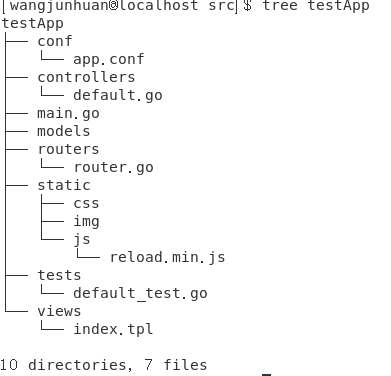 [wangjunhuan@localhost src]$ tree testApp
testApp
├── conf
│   └── app.conf
├── controllers
│   └── default.go
├── main.go
├── models
├── routers
│   └── router.go
├── static
│   ├── css
│   ├── img
│   └── js
│       └── reload.min.js
├── tests
│   └── default_test.go
└── views
    └── index.tpl
10 directories, 7 files